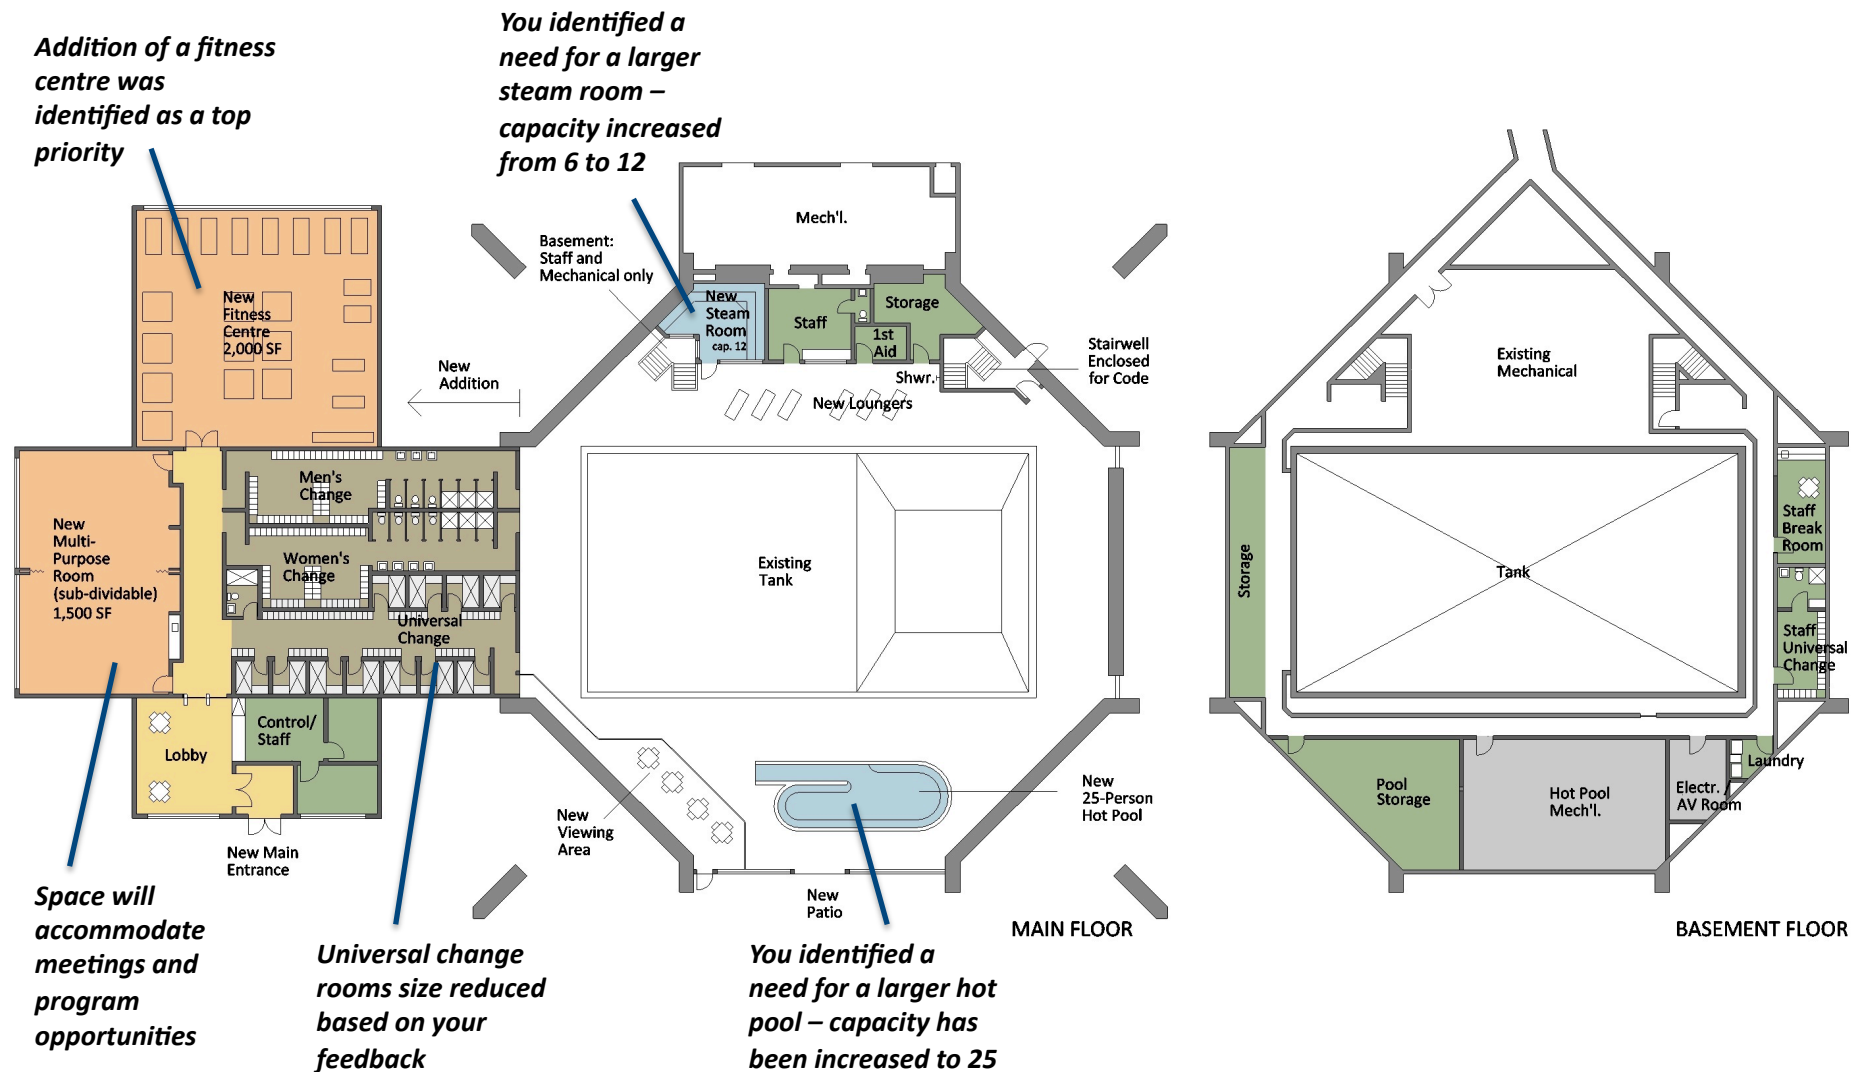 Addition of a fitness
centre was
identified as a top
priority
You identified a
need for a larger
steam room –
capacity increased
from 6 to 12
Mech'l.
Basement:
Staff and
Mechanical only
New
Steam
Room
cap. 12
Staff
Storage
1st
Aid
Shwr.
Stairwell
Enclosed
for Code
New Loungers
New
Fitness
Centre
2,000 SF
New
Addition
Men's
Change
Women's
Change
Universal
Change
New
Multi-
Purpose
Room
(sub-dividable)
1,500 SF
Existing
Tank
Control/
Staff
Lobby
New Main
Entrance
New
Viewing
Area
New
25-Person
Hot Pool
New
Patio
MAIN FLOOR
Existing
Mechanical
Storage
Tank
Staff
Break
Room
Staff
Universal
Change
Pool
Storage
Hot Pool
Mech'l.
Electr. /
AV Room
Laundry
BASEMENT FLOOR
Space will
accommodate
meetings and
program
opportunities
Universal change
rooms size reduced
based on your
feedback
You identified a
need for a larger hot
pool – capacity has
been increased to 25